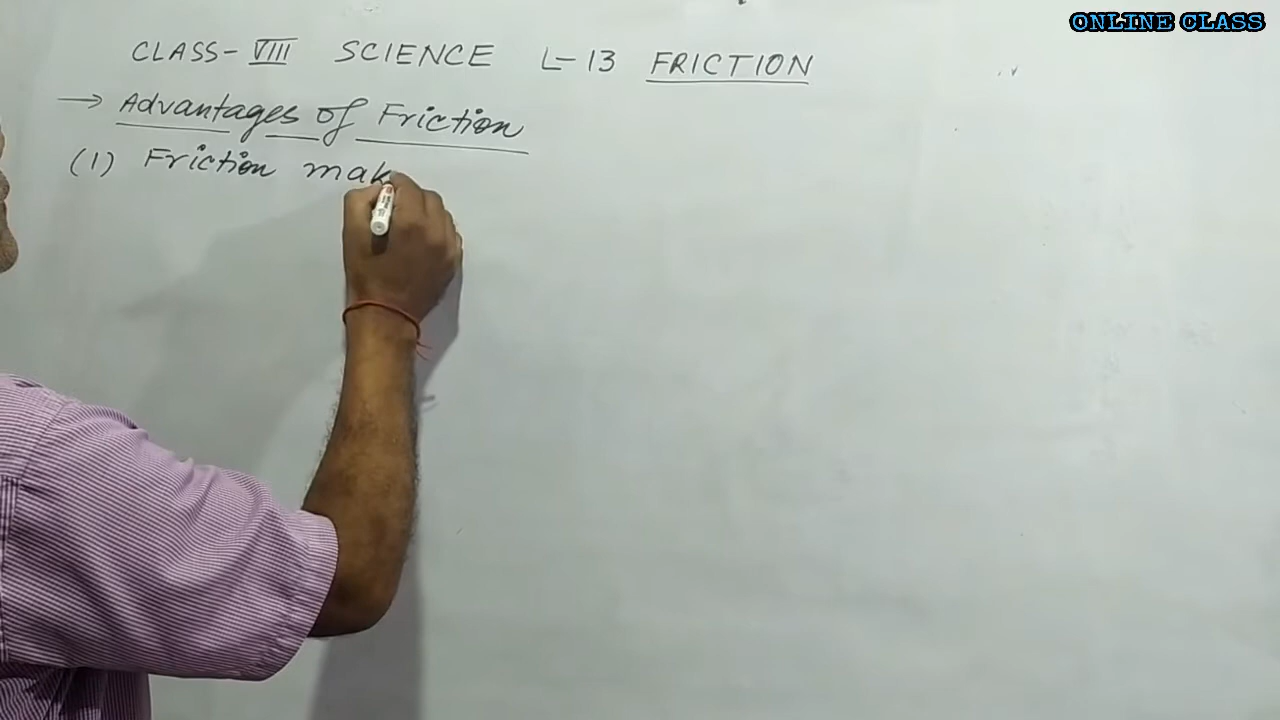 ONLINE CLASS
CLASS- VIII SCIENCE L-13 FRICTION
→ Advantages of Friction
(1) Friction mak